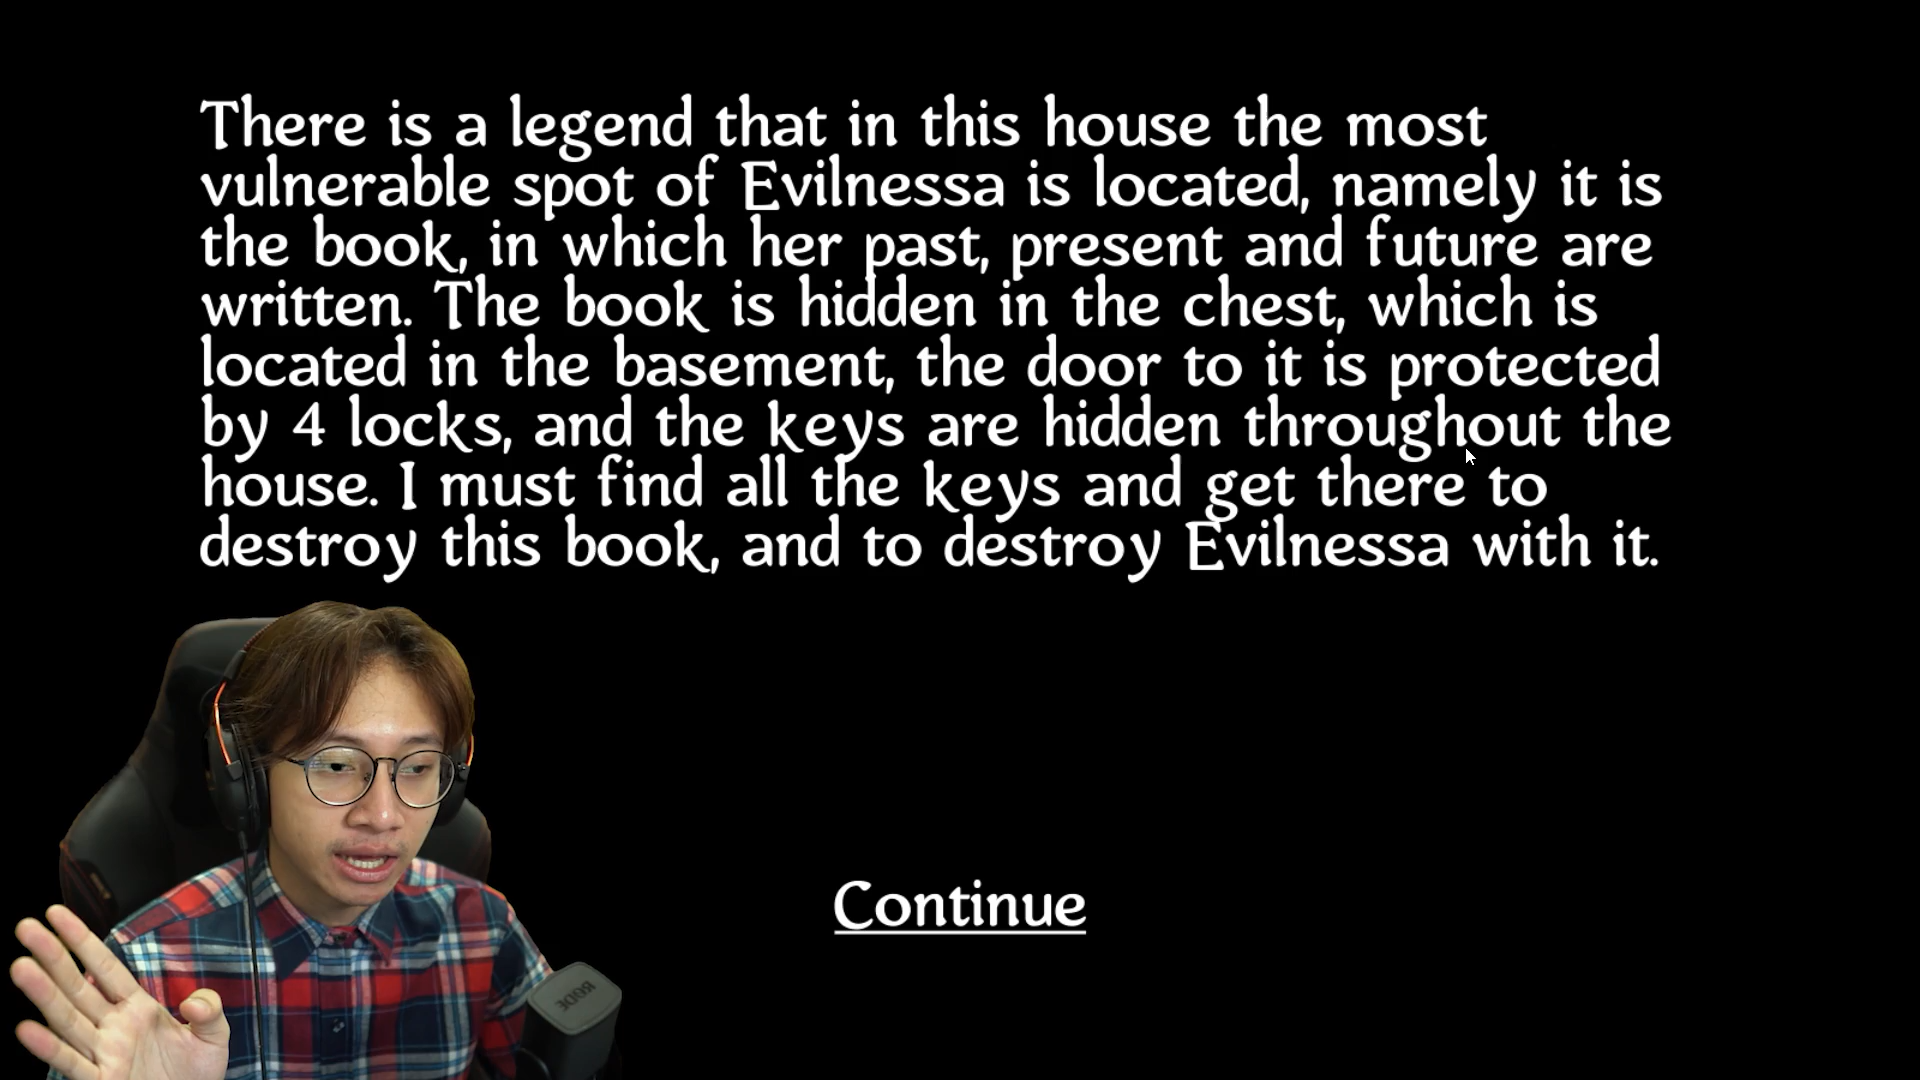 There is a legend that in this house the most
vulnerable spot of Evilnessa is located, namely it is
the book, in which her past, present and future are
written. The book is hidden in the chest, which is
located in the basement, the door to it is protected
by 4 locks, and the keys are hidden throughout the
house. I must find all the keys and get there to
destroy this book, and to destroy Evilnessa with it.
Continue
RODE